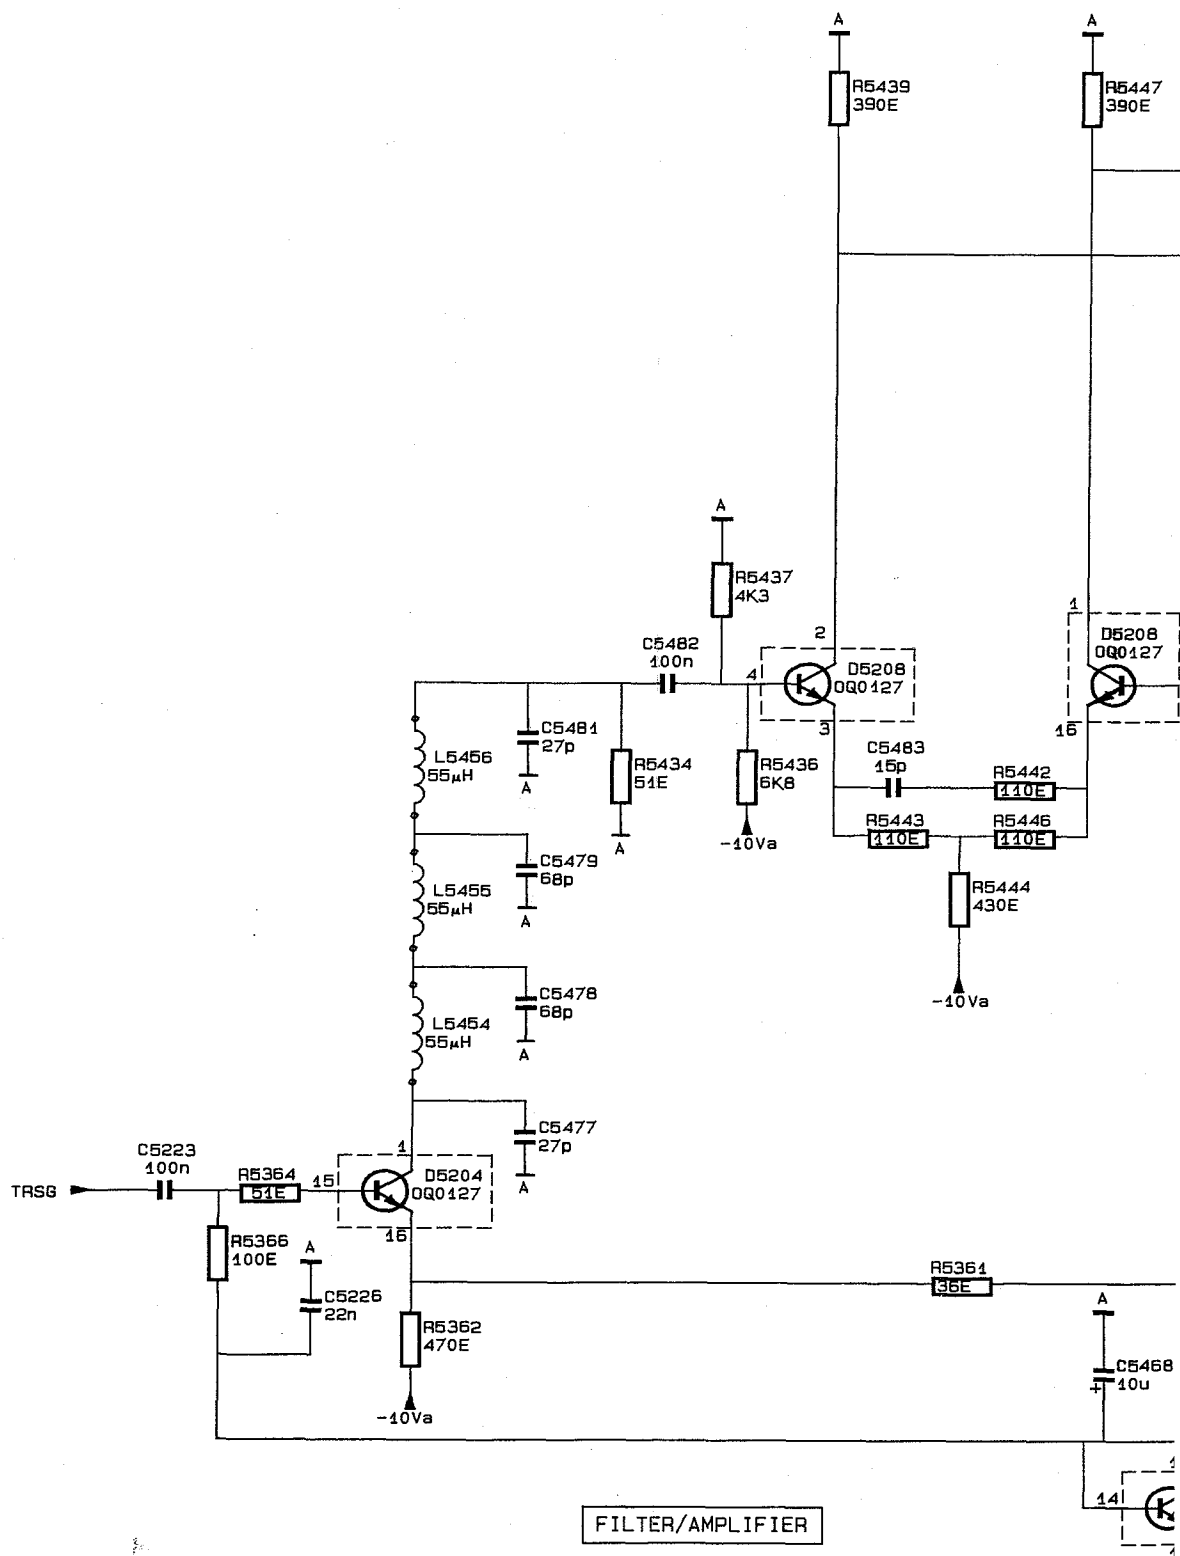 A
A
R5439
390E
R5447
390E
A
R5437
4K3
C5482
100n
2
D5208
OQ0127
4
3
1
D5208
OQ0127
16
L5456
55µH
C5481
27p
A
R5434
51E
A
R5436
6K8
-10Va
C5483
15p
R5442
110E
R5443
110E
R5446
110E
R5444
430E
-10Va
L5455
55µH
C5479
68p
A
L5454
55µH
C5478
68p
A
C5477
27p
A
TRSG
C5223
100n
R5364
51E
15
1
D5204
OQ0127
16
R5366
100E
A
C5226
22n
R5362
470E
-10Va
R5361
36E
A
C5468
10u
+
14
FILTER/AMPLIFIER